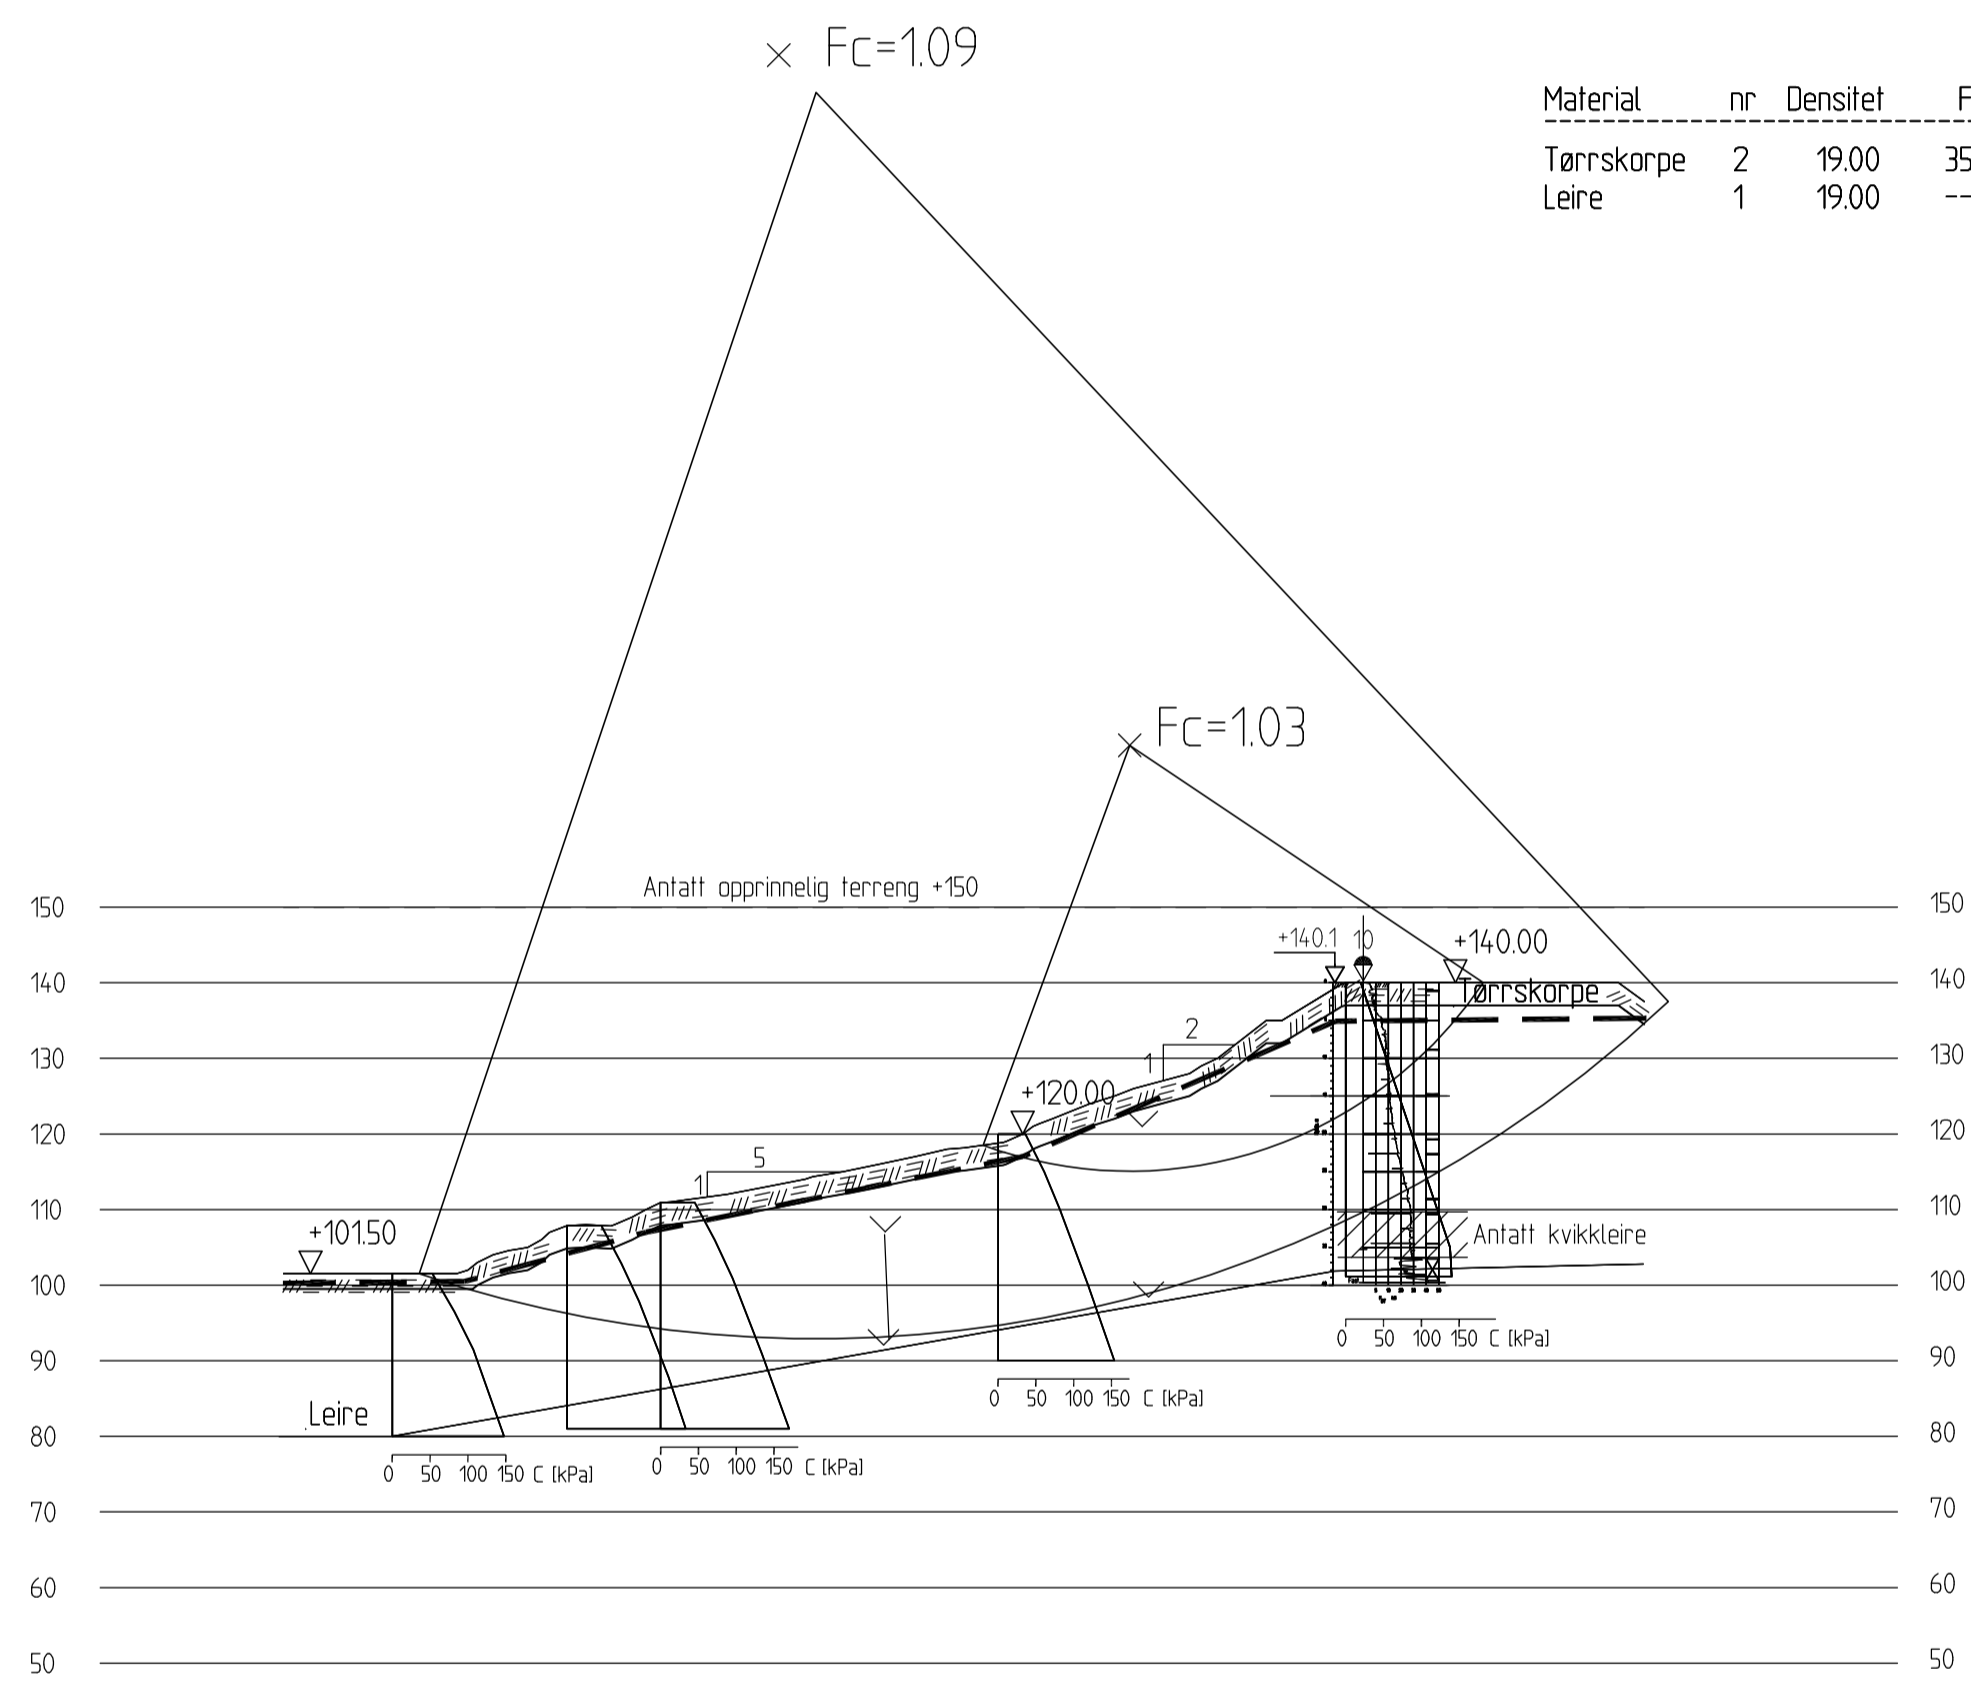 Fc=1.09
Material nr Densitet F
Tørrskorpe 2 19.00 35
Leire 1 19.00 --
Fc=1.03
Antatt opprinnelig terreng +150
150 150
+140.1 10 +140.00
140 140
Tørrskorpe
2
130 1 130
+120.00
120 120
5
1
110 110
+101.50
Antatt kvikkleire
100 100
0 50 100 150 C [kPa]
90 90
0 50 100 150 C [kPa]
Leire
80 80
0 50 100 150 C [kPa]
0 50 100 150 C [kPa]
70 70
60 60
50 50